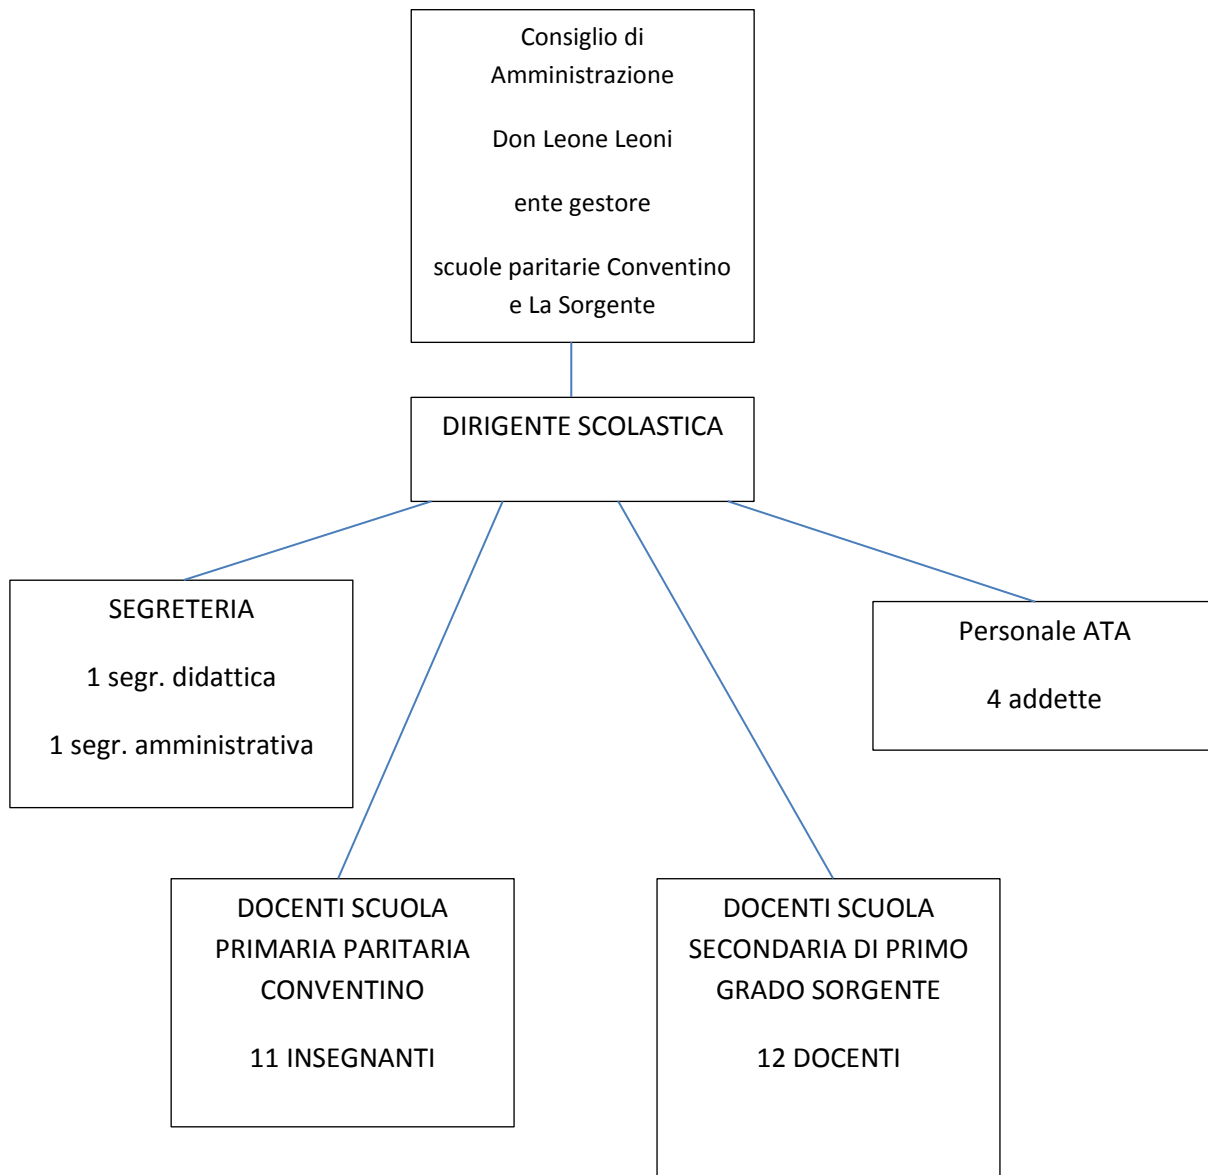 Consiglio di
Amministrazione
Don Leone Leoni
ente gestore
scuole paritarie Conventino
e La Sorgente
DIRIGENTE SCOLASTICA
SEGRETERIA
1 segr. didattica
1 segr. amministrativa
Personale ATA
4 addette
DOCENTI SCUOLA
PRIMARIA PARITARIA
CONVENTINO
11 INSEGNANTI
DOCENTI SCUOLA
SECONDARIA DI PRIMO
GRADO SORGENTE
12 DOCENTI